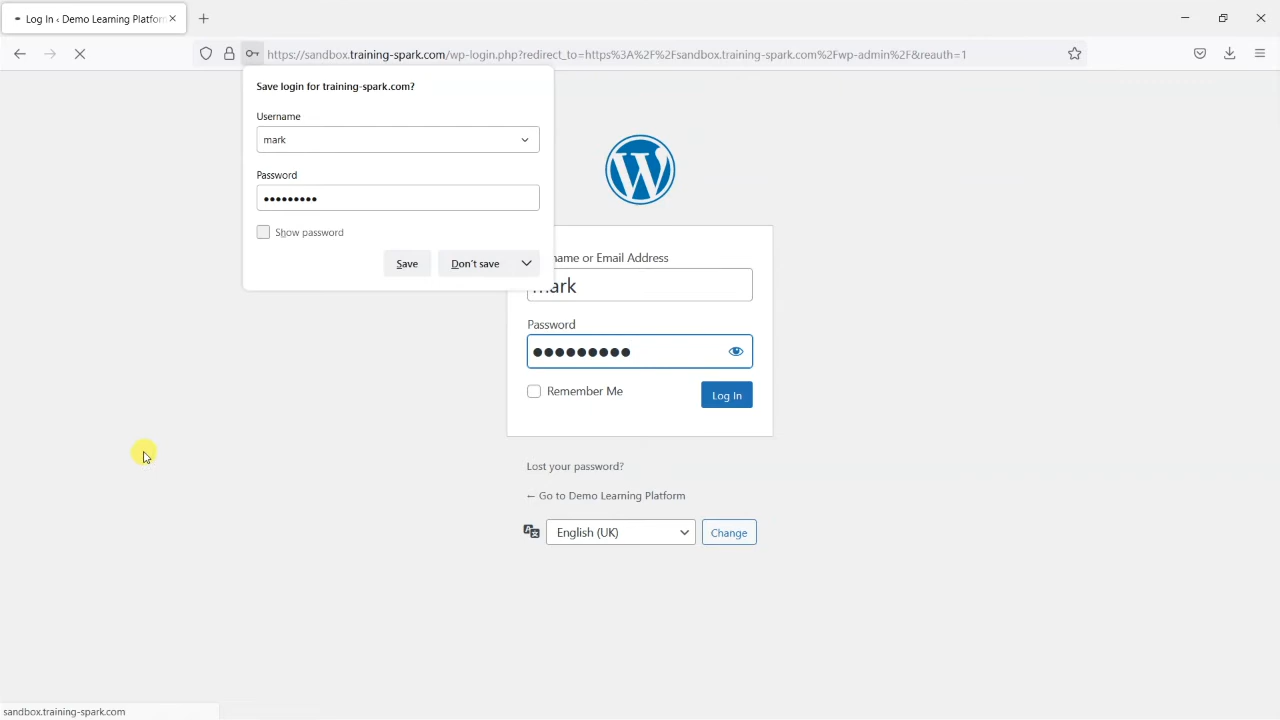 Log In ‹ Demo Learning Platform
https://sandbox.training-spark.com/wp-login.php?redirect_to=https%3A%2F%2Fsandbox.training-spark.com%2Fwp-admin%2F&reauth=1
Save login for training-spark.com?
Username
mark
Password
●●●●●●●●●
Show password
Save
Don't save
or Email Address
mark
Password
●●●●●●●●●
Remember Me
Log In
Lost your password?
← Go to Demo Learning Platform
English (UK)
Change
sandbox.training-spark.com